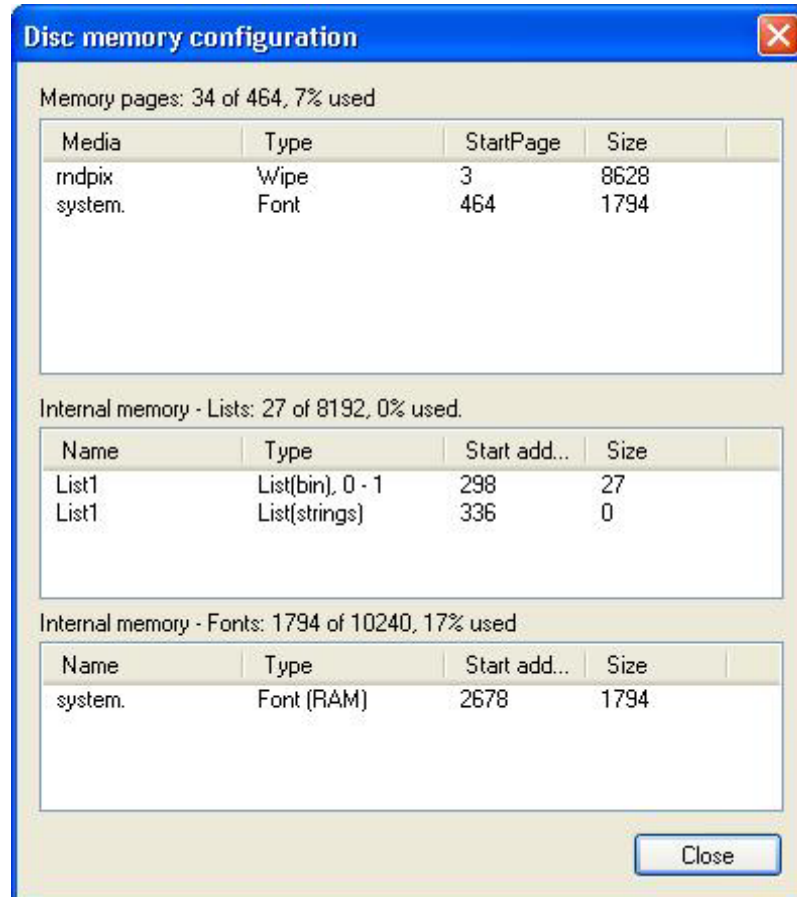 Disc memory configuration
Memory pages: 34 of 464, 7% used
Media Type StartPage Size
rndpix Wipe 3 8628
system. Font 464 1794
Internal memory - Lists: 27 of 8192, 0% used.
Name Type Start add... Size
List1 List(bin), 0 - 1 298 27
List1 List(strings) 336 0
Internal memory - Fonts: 1794 of 10240, 17% used
Name Type Start add... Size
system. Font (RAM) 2678 1794
Close